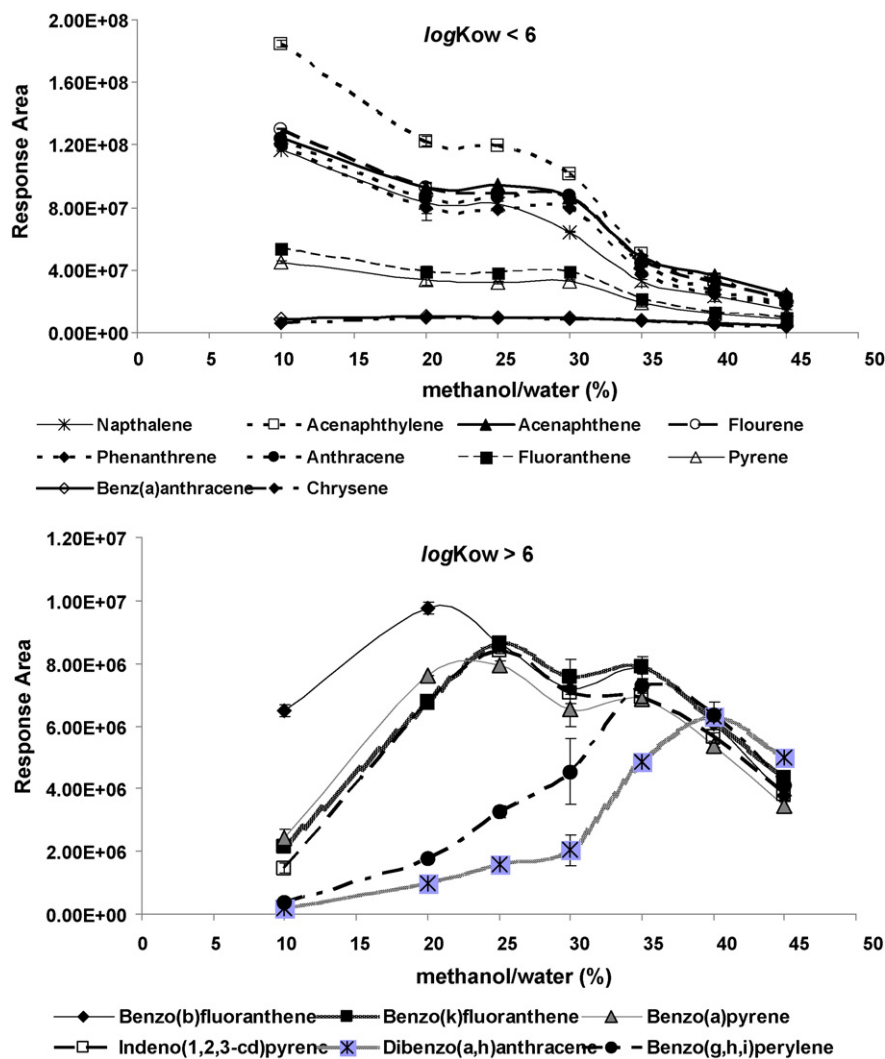 logKow < 6
Response Area
2.00E+08
1.60E+08
1.20E+08
8.00E+07
4.00E+07
0.00E+00
0 5 10 15 20 25 30 35 40 45 50
methanol/water (%)
Napthalene Acenaphthylene Acenaphthene Flourene
Phenanthrene Anthracene Fluoranthene Pyrene
Benz(a)anthracene Chrysene
logKow > 6
Response Area
1.20E+07
1.00E+07
8.00E+06
6.00E+06
4.00E+06
2.00E+06
0.00E+00
0 5 10 15 20 25 30 35 40 45 50
methanol/water (%)
Benzo(b)fluoranthene Benzo(k)fluoranthene Benzo(a)pyrene
Indeno(1,2,3-cd)pyrene Dibenzo(a,h)anthracene Benzo(g,h,i)perylene